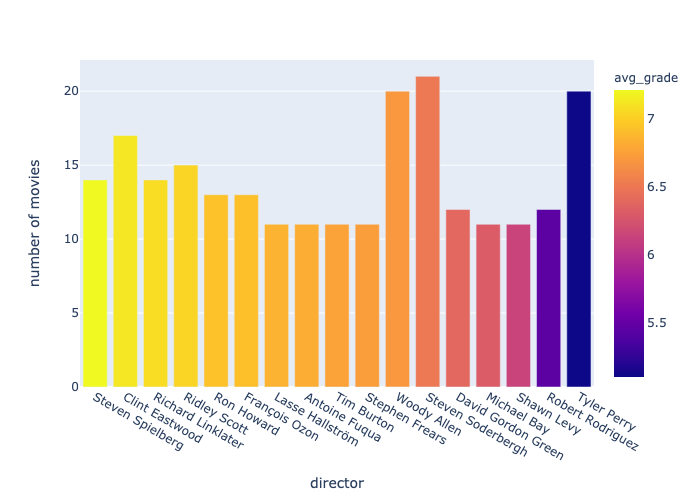 avg_grade
7
6.5
6
5.5
number of movies
20
15
10
5
0
Steven Spielberg
Clint Eastwood
Richard Linklater
Ridley Scott
Ron Howard
François Ozon
Lasse Hallström
Antoine Fuqua
Tim Burton
Stephen Frears
Woody Allen
Steven Soderbergh
David Gordon Green
Michael Bay
Shawn Levy
Robert Rodriguez
Tyler Perry
director